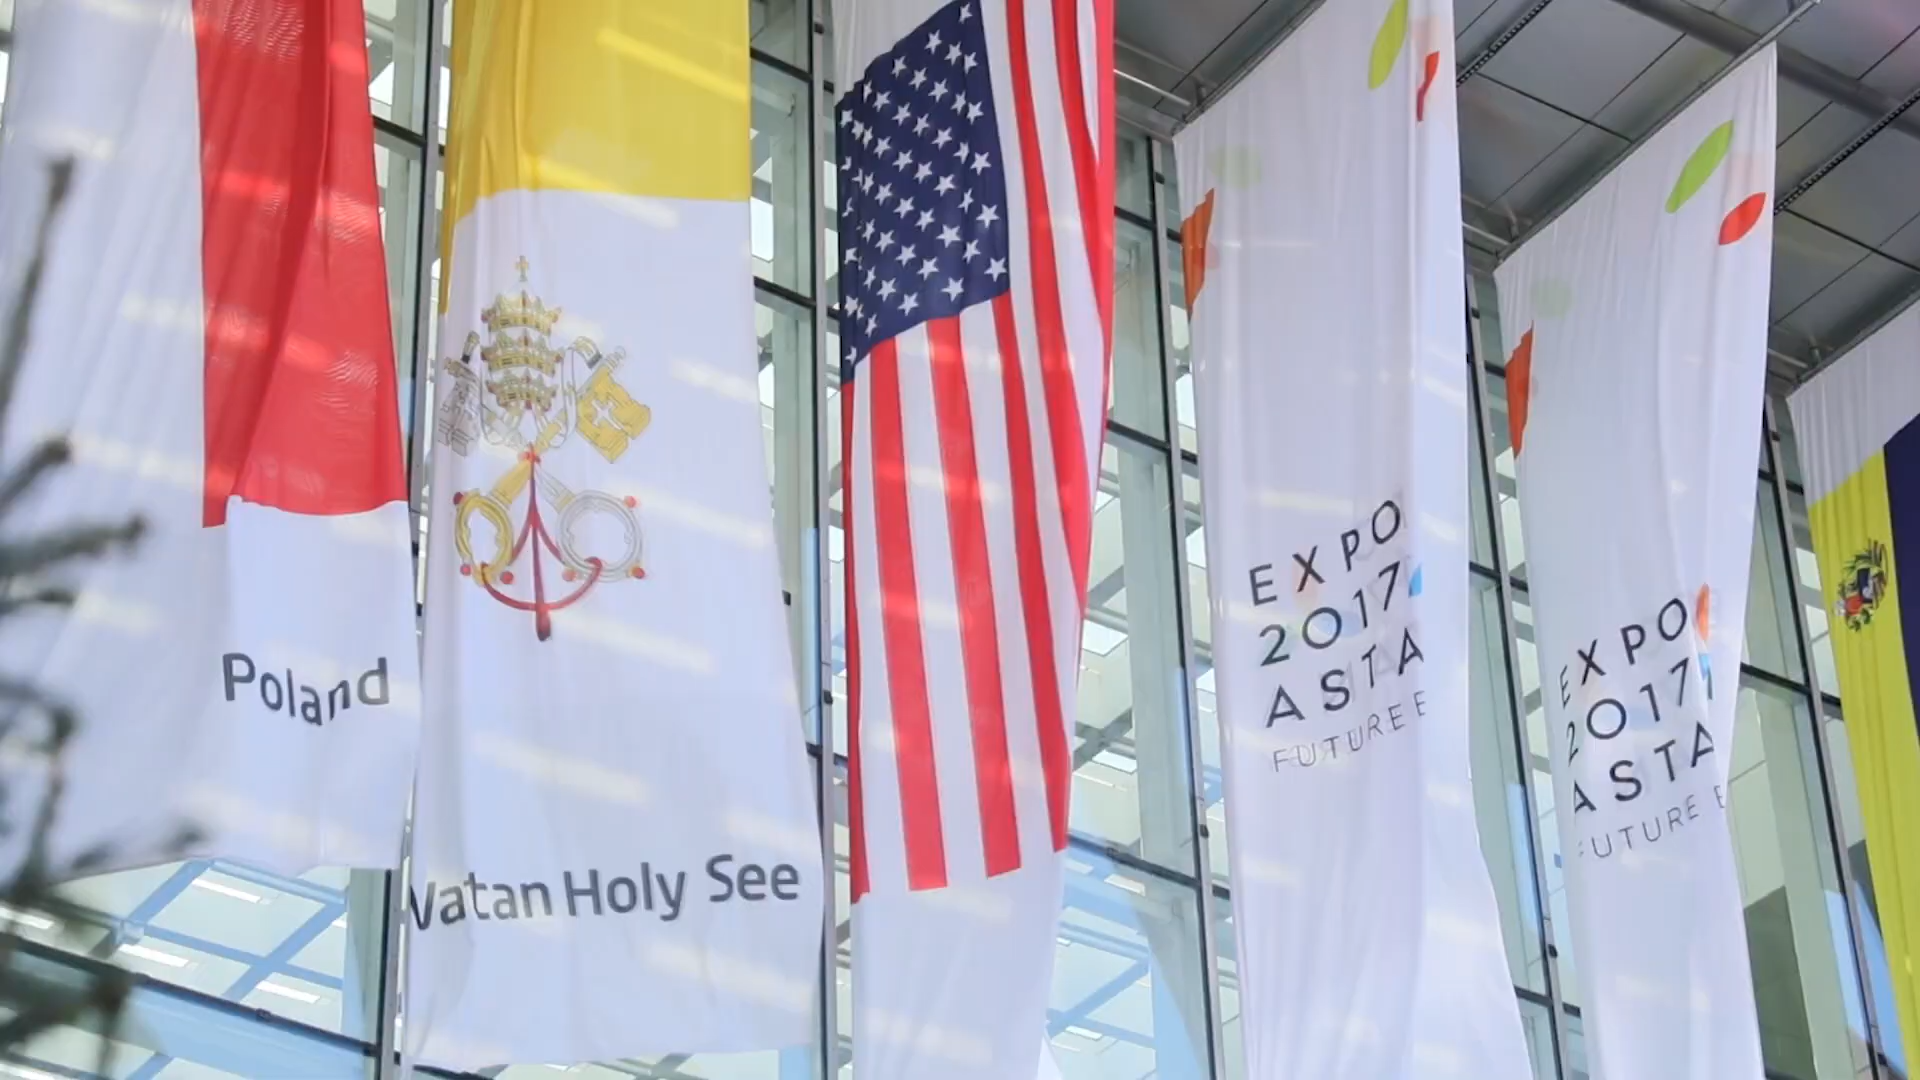 Poland
Vatan Holy See
EXPO
2017
ASTA
FUTURE E
EXPO
2017
ASTA
FUTURE E